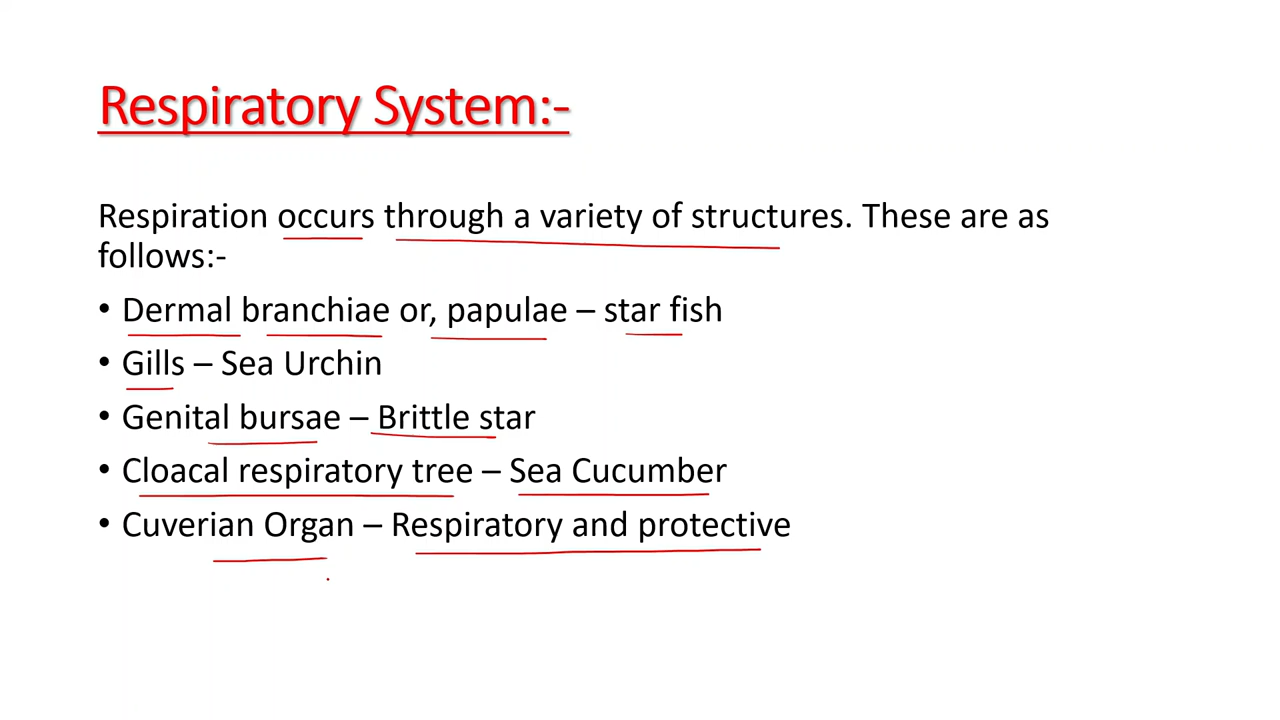 Respiratory System:-
Respiration occurs through a variety of structures. These are as
follows:-
• Dermal branchiae or, papulae – star fish
• Gills – Sea Urchin
• Genital bursae – Brittle star
• Cloacal respiratory tree – Sea Cucumber
• Cuverian Organ – Respiratory and protective